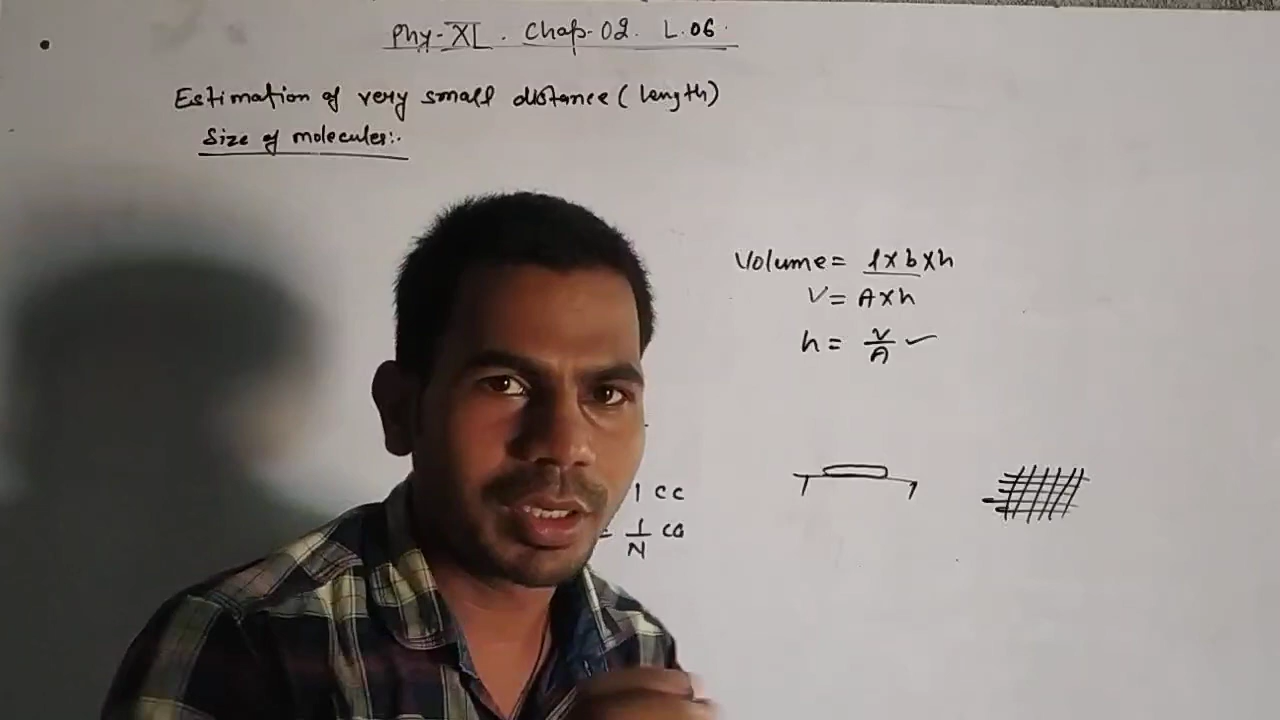 Phy-XI. Chap-02. L.06.
Estimation of very small distance (length)
Size of molecules:.
Volume = l×b×h
V = A×h
h = V/A ✓
1 CC
= 1/N CC